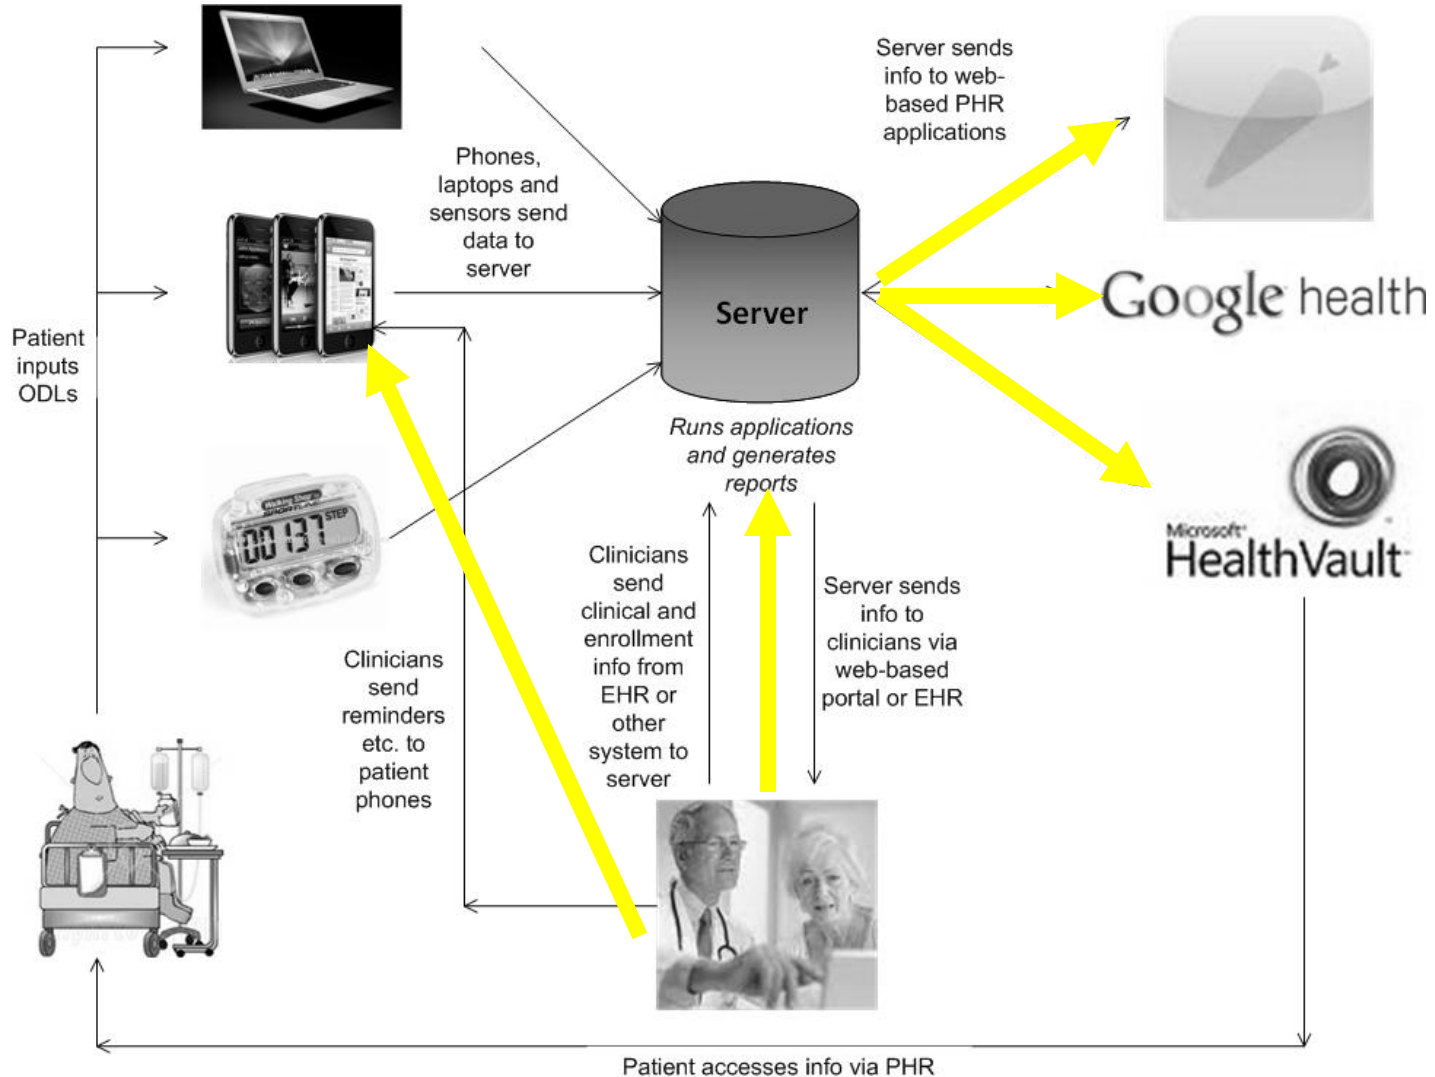 Server sends
info to web-
based PHR
applications
Phones,
laptops and
sensors send
data to
server
Server
Google health
Patient
inputs
ODLs
Runs applications
and generates
reports
Walking Shop
SPORTLINE
00137 STEP
Microsoft
HealthVault
Clinicians
send
clinical and
enrollment
info from
EHR or
other
system to
server
Server sends
info to
clinicians via
web-based
portal or EHR
Clinicians
send
reminders
etc. to
patient
phones
Patient accesses info via PHR